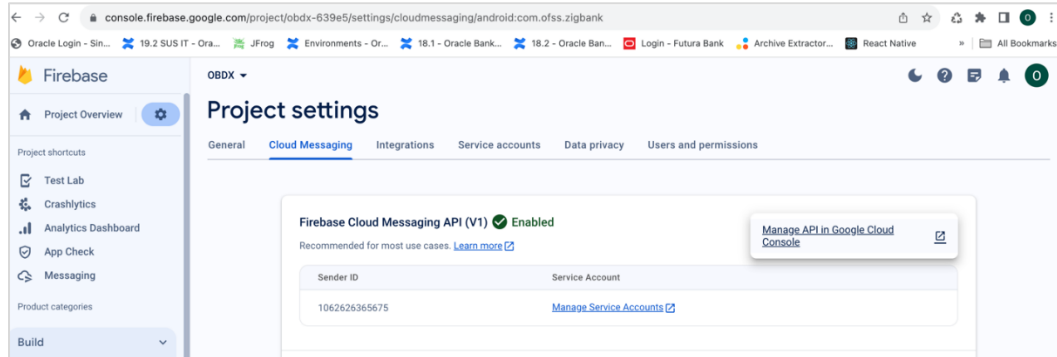 console.firebase.google.com/project/obdx-639e5/settings/cloudmessaging/android:com.ofss.zigbank
Oracle Login - Sin... 19.2 SUS IT - Ora... JFrog Environments - Or... 18.1 - Oracle Bank... 18.2 - Oracle Ban... Login - Futura Bank Archive Extractor... React Native » All Bookmarks
Firebase
OBDX
O
Project Overview
Project settings
General Cloud Messaging Integrations Service accounts Data privacy Users and permissions
Project shortcuts
Test Lab
Crashlytics
Analytics Dashboard
App Check
Messaging
Product categories
Build
Firebase Cloud Messaging API (V1) Enabled
Recommended for most use cases. Learn more
Manage API in Google Cloud
Console
Sender ID Service Account
1062626365675 Manage Service Accounts